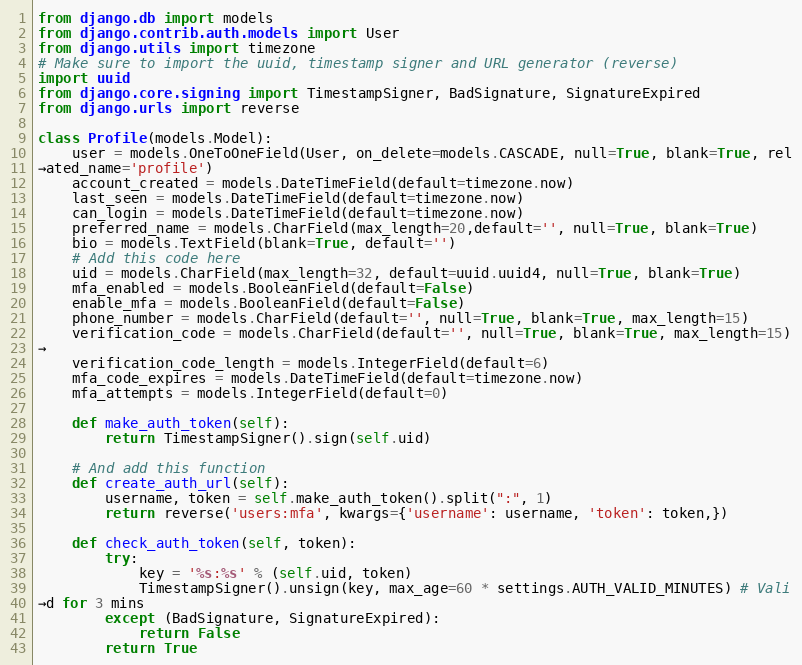 1 from django.db import models
2 from django.contrib.auth.models import User
3 from django.utils import timezone
4 # Make sure to import the uuid, timestamp signer and URL generator (reverse)
5 import uuid
6 from django.core.signing import TimestampSigner, BadSignature, SignatureExpired
7 from django.urls import reverse
8
9 class Profile(models.Model):
10     user = models.OneToOneField(User, on_delete=models.CASCADE, null=True, blank=True, rel
11 →ated_name='profile')
12     account_created = models.DateTimeField(default=timezone.now)
13     last_seen = models.DateTimeField(default=timezone.now)
14     can_login = models.DateTimeField(default=timezone.now)
15     preferred_name = models.CharField(max_length=20,default='', null=True, blank=True)
16     bio = models.TextField(blank=True, default='')
17     # Add this code here
18     uid = models.CharField(max_length=32, default=uuid.uuid4, null=True, blank=True)
19     mfa_enabled = models.BooleanField(default=False)
20     enable_mfa = models.BooleanField(default=False)
21     phone_number = models.CharField(default='', null=True, blank=True, max_length=15)
22     verification_code = models.CharField(default='', null=True, blank=True, max_length=15)
23 →
24     verification_code_length = models.IntegerField(default=6)
25     mfa_code_expires = models.DateTimeField(default=timezone.now)
26     mfa_attempts = models.IntegerField(default=0)
27
28     def make_auth_token(self):
29         return TimestampSigner().sign(self.uid)
30
31     # And add this function
32     def create_auth_url(self):
33         username, token = self.make_auth_token().split(":", 1)
34         return reverse('users:mfa', kwargs={'username': username, 'token': token,})
35
36     def check_auth_token(self, token):
37         try:
38             key = '%s:%s' % (self.uid, token)
39             TimestampSigner().unsign(key, max_age=60 * settings.AUTH_VALID_MINUTES) # Vali
40 →d for 3 mins
41         except (BadSignature, SignatureExpired):
42             return False
43         return True